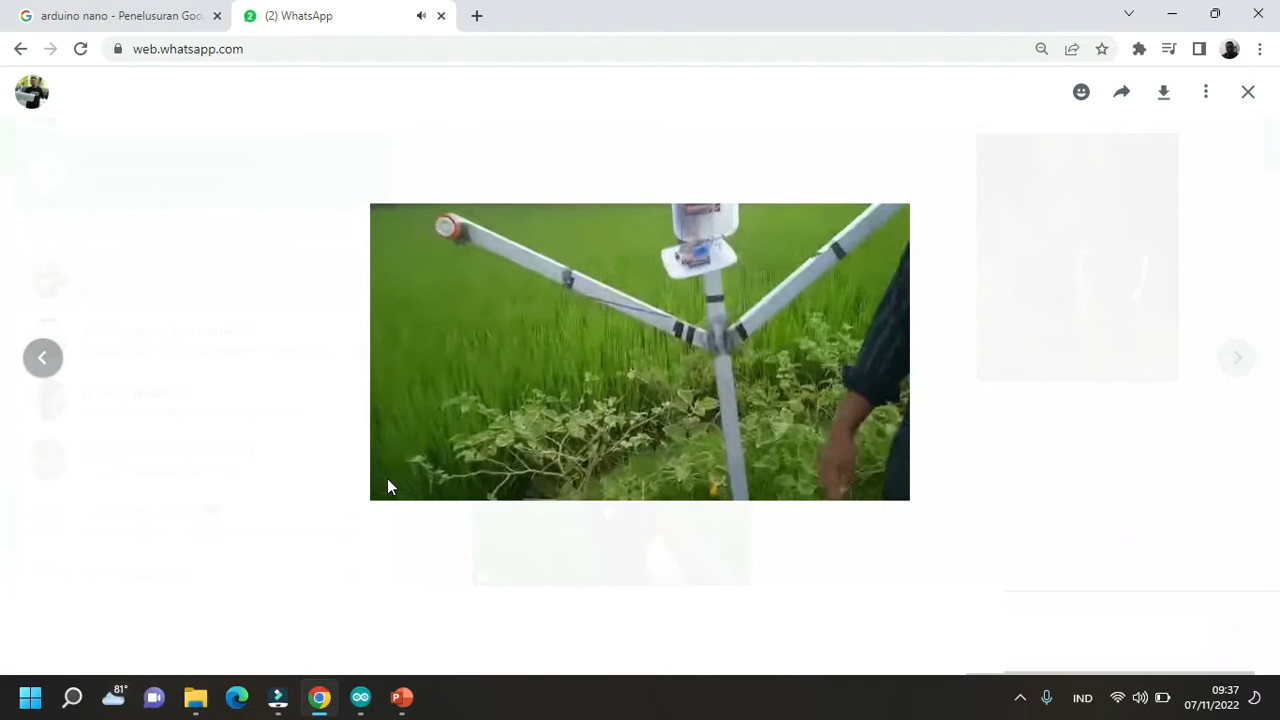 arduino nano - Penelusuran Goo
(2) WhatsApp
web.whatsapp.com
81°
IND
09:37
07/11/2022